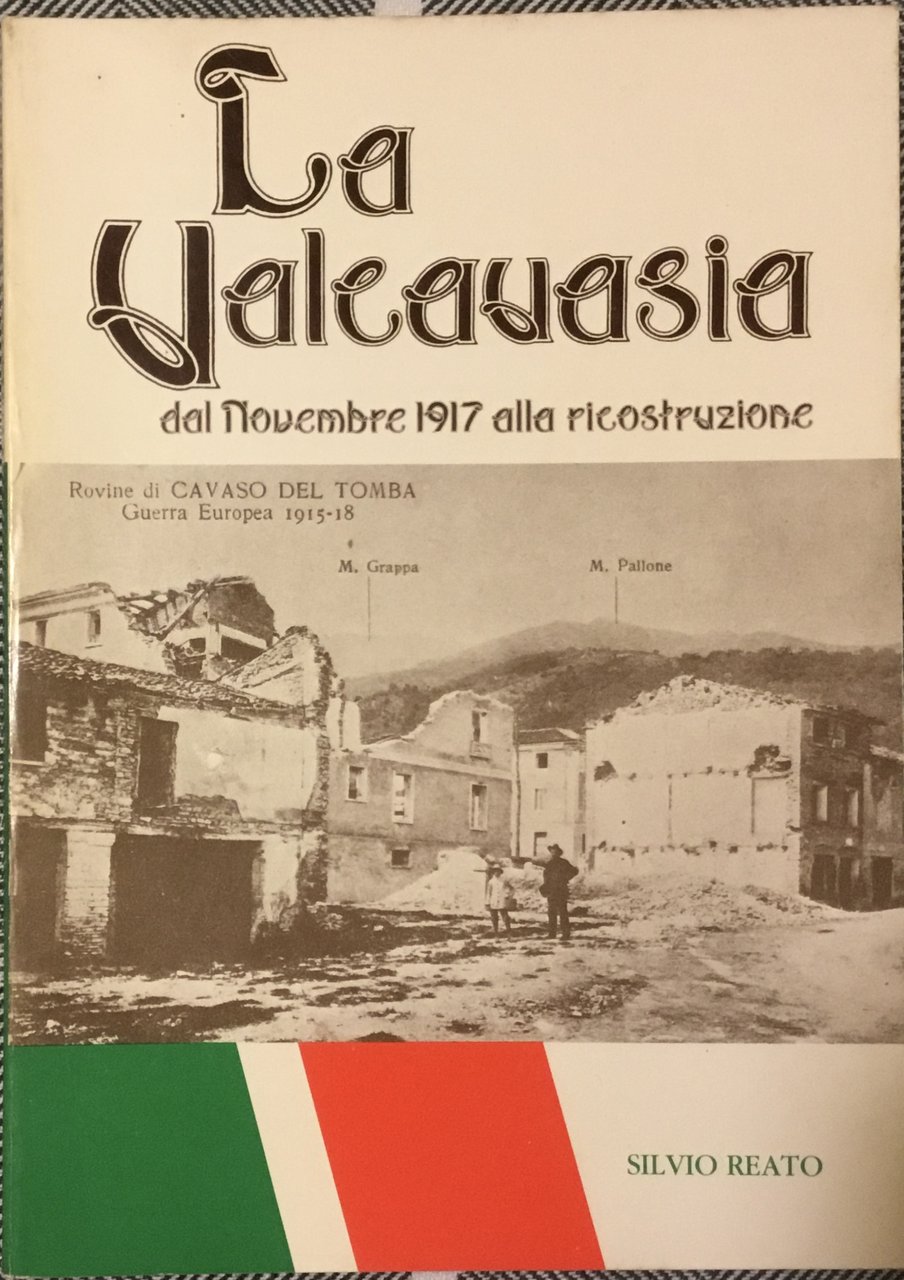 La
Valcavasia
dal Novembre 1917 alla ricostruzione
Rovine di CAVASO DEL TOMBA
Guerra Europea 1915-18
M. Grappa
M. Pallone
SILVIO REATO